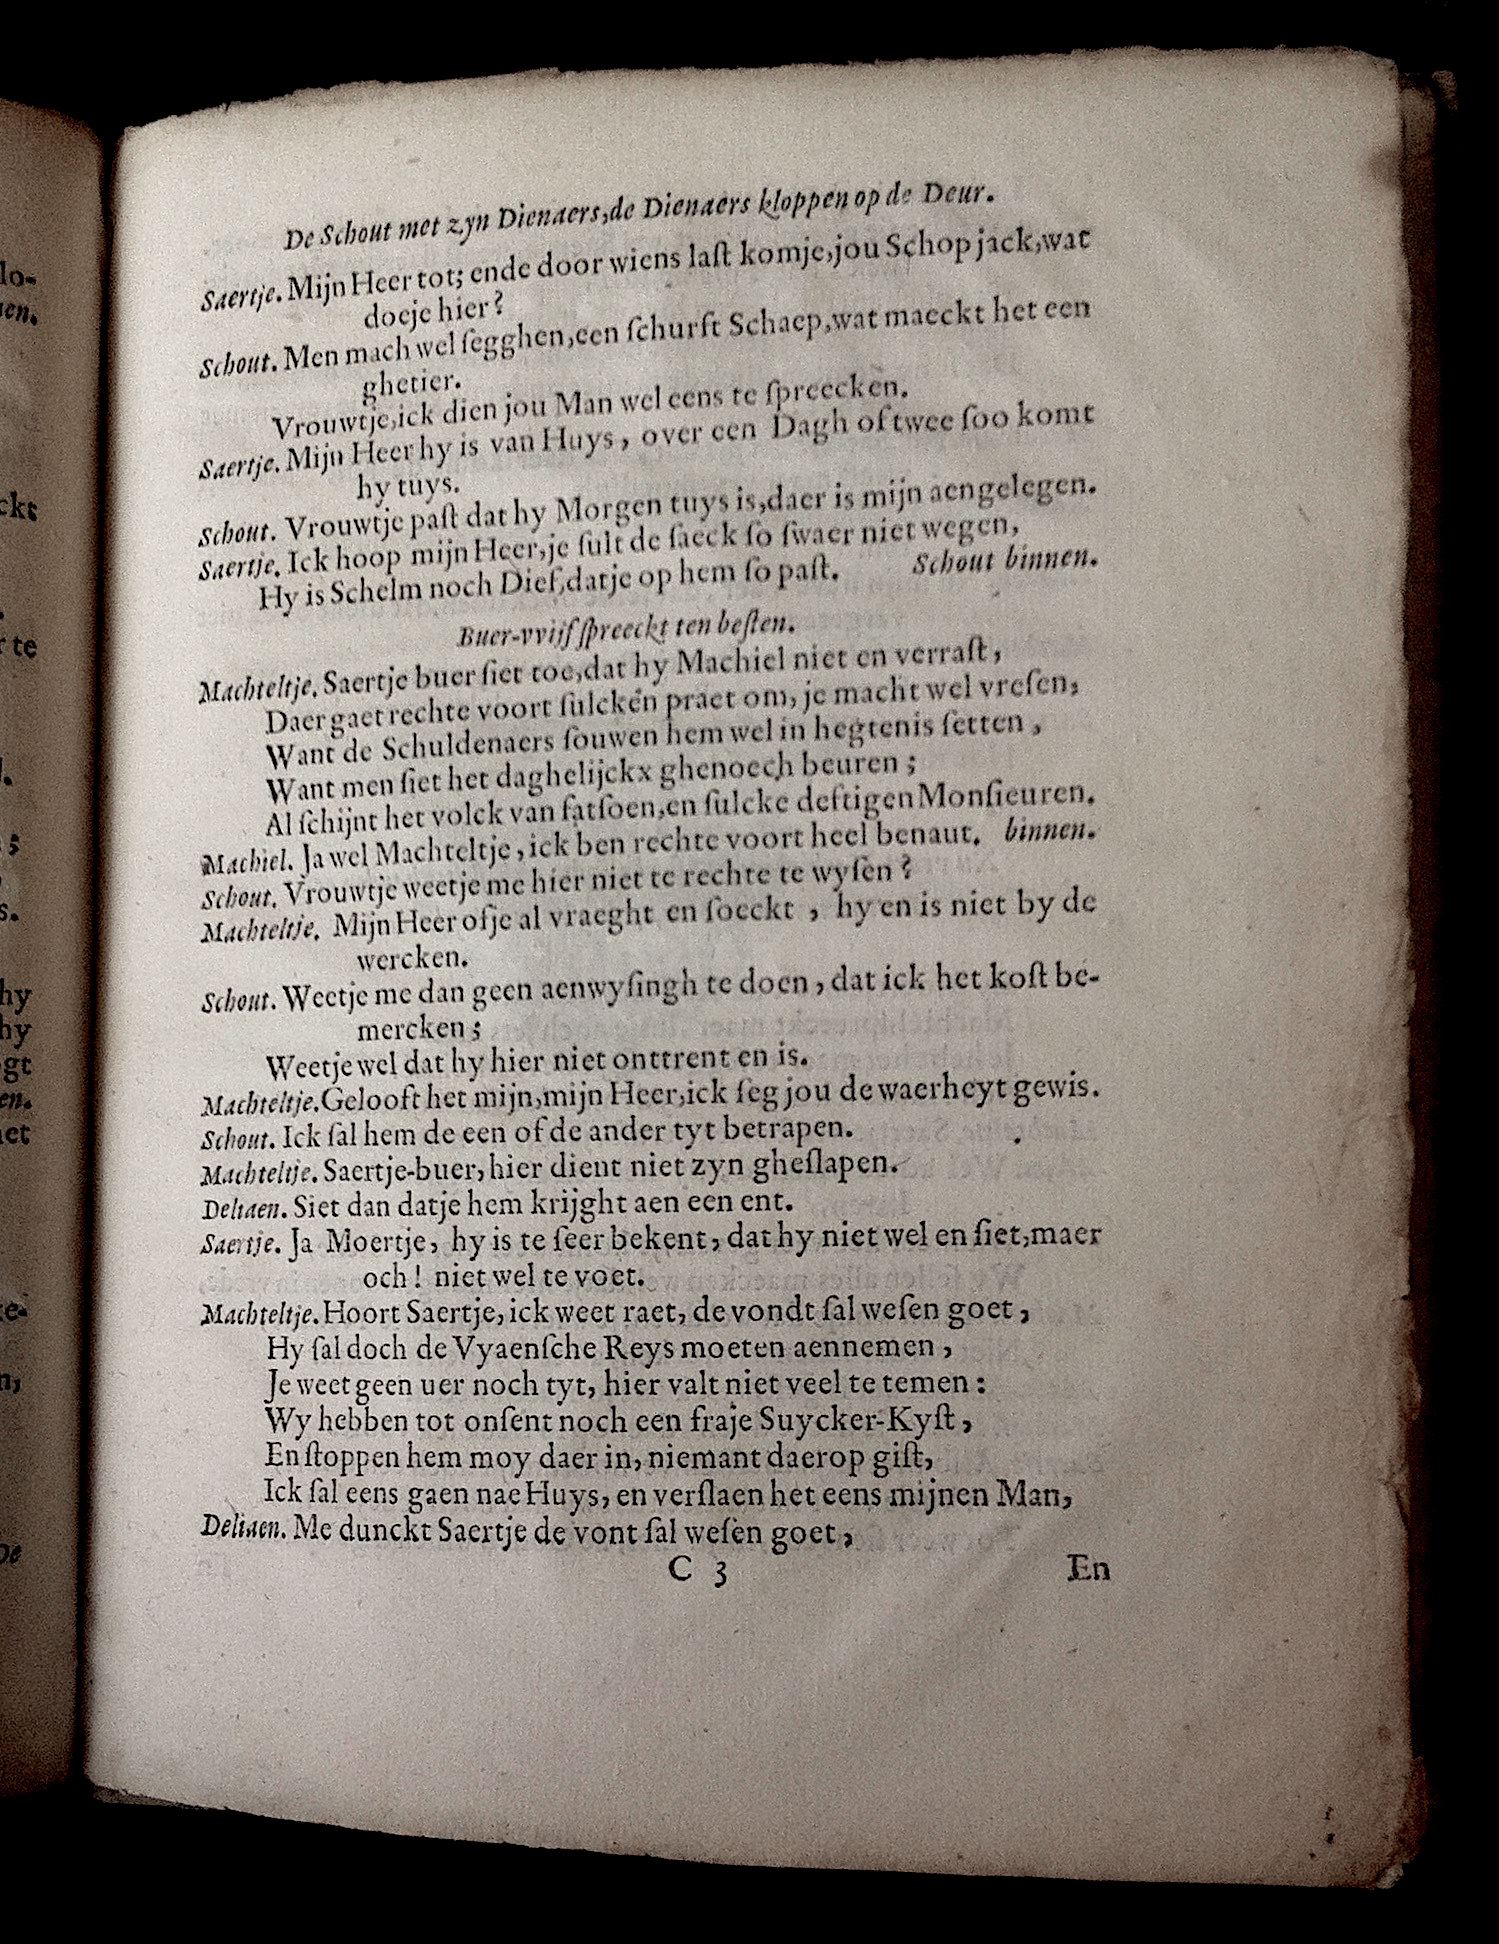 De Schout met zyn Dienaers, de Dienaers kloppen op de Deur.
Saertje. Mijn Heer tot; ende door wiens laſt komje, jou Schopjack, wat
doeje hier?
Schout. Men mach wel ſegghen, een ſchurft Schaep, wat maeckt het een
ghetier.
Vrouwtje, ick dien jou Man wel eens te ſpreecken.
Saertje. Mijn Heer hy is van Huys, over een Dagh of twee ſoo komt
hy tuys.
Schout. Vrouwtje paſt dat hy Morgen tuys is, daer is mijn aengelegen.
Saertje. Ick hoop mijn Heer, je ſult de ſaeck ſo ſwaer niet wegen,
Hy is Schelm noch Dief, datje op hem ſo paſt. Schout binnen.
Buer-vvijf ſpreeckt ten beſten.
Machteltje. Saertje buer ſiet toe, dat hy Machiel niet en verraſt,
Daer gaet rechte voort ſulcken praet om, je macht wel vreſen,
Want de Schuldenaers ſouwen hem wel in hegtenis ſetten,
Want men ſiet het daghelijckx ghenoech beuren;
Al ſchijnt het volck van fatſoen, en ſulcke deftigen Monſieuren.
Machiel. Ja wel Machteltje, ick ben rechte voort heel benaut. binnen.
Schout. Vrouwtje weetje me hier niet te rechte te wyſen?
Machteltje. Mijn Heer ofje al vraeght en ſoeckt, hy en is niet by de
wercken.
Schout. Weetje me dan geen aenwyſingh te doen, dat ick het koſt be-
mercken;
Weetje wel dat hy hier niet onttrent en is.
Machteltje. Gelooft het mijn, mijn Heer, ick ſeg jou de waerheyt gewis.
Schout. Ick ſal hem de een of de ander tyt betrapen.
Machteltje. Saertje-buer, hier dient niet zyn gheſlapen.
Deliaen. Siet dan datje hem krijght aen een ent.
Saertje. Ja Moertje, hy is te ſeer bekent, dat hy niet wel en ſiet, maer
och! niet wel te voet.
Machteltje. Hoort Saertje, ick weet raet, de vondt ſal weſen goet,
Hy ſal doch de Vyaenſche Reys moeten aennemen,
Je weet geen uer noch tyt, hier valt niet veel te temen:
Wy hebben tot onſent noch een fraje Suycker-Kyſt,
En ſtoppen hem moy daer in, niemant daerop giſt,
Ick ſal eens gaen nae Huys, en verſlaen het eens mijnen Man,
Deliaen. Me dunckt Saertje de vont ſal weſen goet,
C 3 En